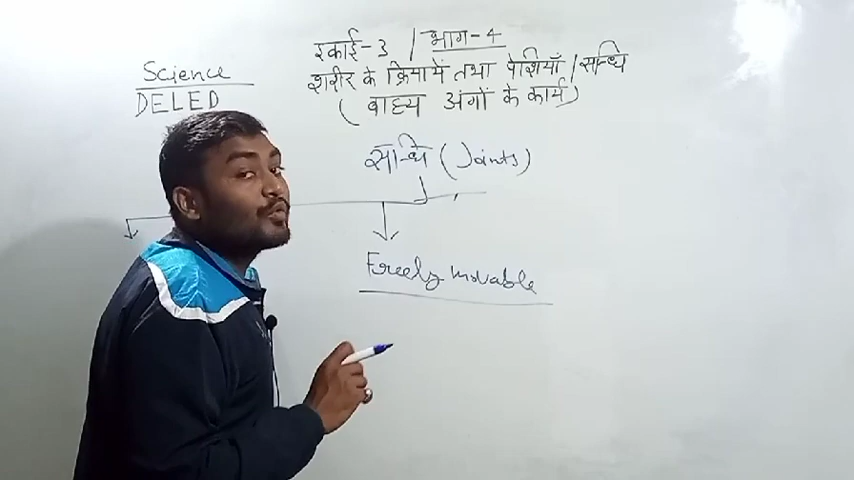 इकाई-3 / भाग-4
Science
शरीर के क्रियायें तथा पेशियाँ / सन्धि
DELED
( वाह्य अंगों के कार्य )
सन्धि ( Joints )
Freely movable